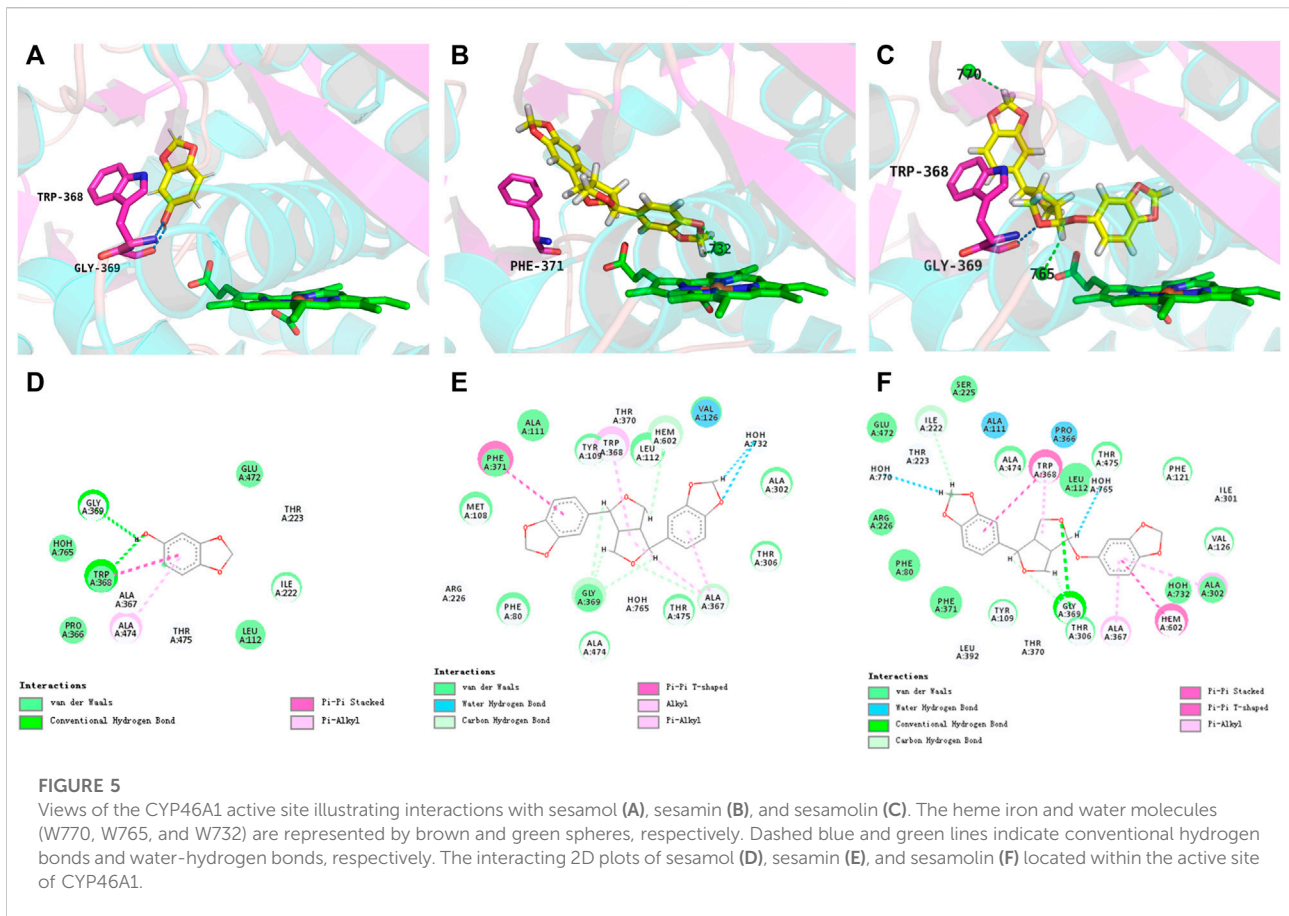 A
TRP-368
GLY-369
B
PHE-371
732
C
770
TRP-368
GLY-369
765
D
GLU
A:472
GLY
A:369
THR
A:223
HOH
A:765
TRP
A:368
H
O
O
O
ILE
A:222
ALA
A:367
PRO
A:366
ALA
A:474
THR
A:475
LEU
A:112
Interactions
van der Waals
Conventional Hydrogen Bond
Pi-Pi Stacked
Pi-Alkyl
E
ALA
A:111
THR
A:370
HEM
A:602
VAL
A:126
TYR
A:109
TRP
A:368
LEU
A:112
HOH
732
PHE
A:371
ALA
A:302
MET
A:108
THR
A:306
ARG
A:226
PHE
A:80
GLY
A:369
HOH
A:765
THR
A:475
ALA
A:367
ALA
A:474
Interactions
van der Waals
Water Hydrogen Bond
Carbon Hydrogen Bond
Pi-Pi T-shaped
Alkyl
Pi-Alkyl
F
SER
A:225
GLU
A:472
ILE
A:222
ALA
A:111
PRO
A:366
THR
A:223
ALA
A:474
TRP
A:368
THR
A:475
HOH
770
LEU
A:112
HOH
765
PHE
A:121
ILE
A:301
ARG
A:226
VAL
A:126
PHE
A:80
HOH
A:732
ALA
A:302
PHE
A:371
TYR
A:109
GLY
A:369
THR
A:306
ALA
A:367
HEM
A:602
LEU
A:392
THR
A:370
Interactions
van der Waals
Water Hydrogen Bond
Conventional Hydrogen Bond
Carbon Hydrogen Bond
Pi-Pi Stacked
Pi-Pi T-shaped
Pi-Alkyl
FIGURE 5
Views of the CYP46A1 active site illustrating interactions with sesamol (A), sesamin (B), and sesamolin (C). The heme iron and water molecules
(W770, W765, and W732) are represented by brown and green spheres, respectively. Dashed blue and green lines indicate conventional hydrogen
bonds and water-hydrogen bonds, respectively. The interacting 2D plots of sesamol (D), sesamin (E), and sesamolin (F) located within the active site
of CYP46A1.